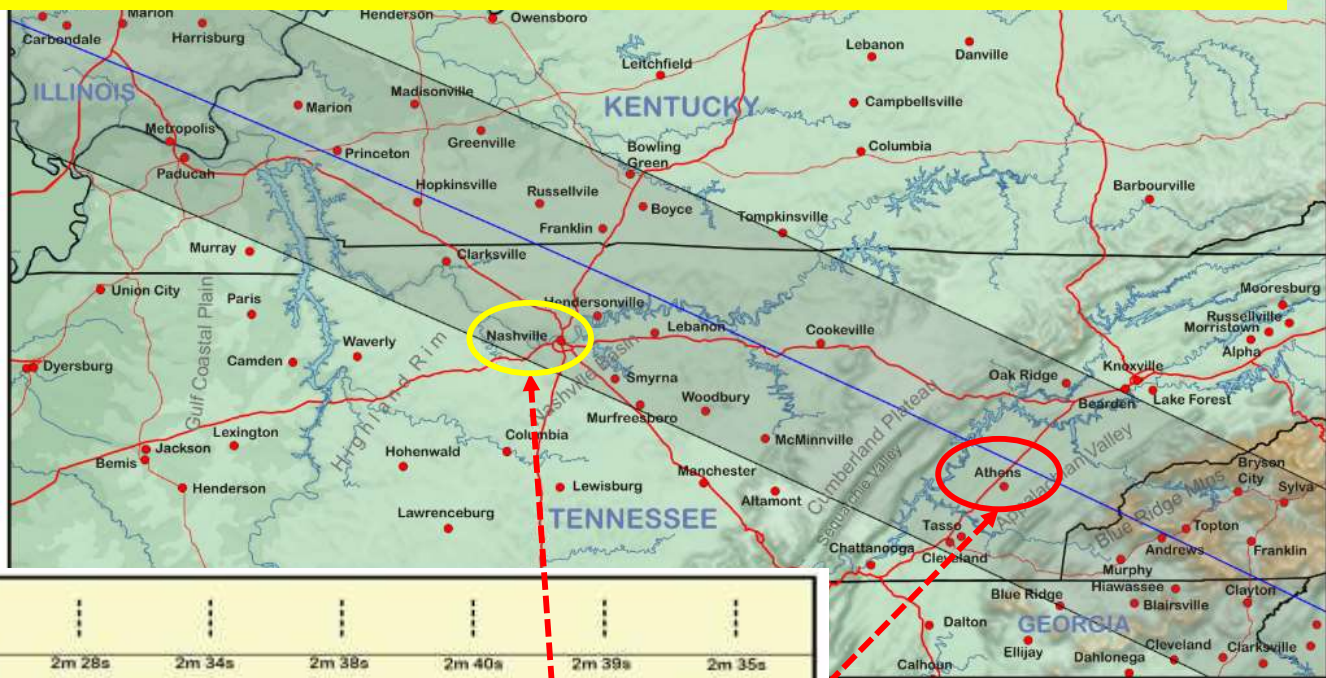 Marion
Henderson
Owensboro
Carbondale
Harrisburg
Lebanon
Danville
Leitchfield
ILLINOIS
Marion
Madisonville
KENTUCKY
Campbellsville
Metropolis
Greenville
Paducah
Princeton
Bowling
Green
Columbia
Hopkinsville
Russellvile
Boyce
Barbourville
Franklin
Tompkinsville
Murray
Clarksville
Union City
Paris
Gulf Coastal Plain
Hendersonville
Mooresburg
Russellville
Morristown
Alpha
Nashville
Lebanon
Cookeville
Waverly
Camden
Dyersburg
Highland Rim
Nashville Basin
Smyrna
Knoxville
Oak Ridge
Lake Forest
Bearden
Woodbury
Murfreesboro
Cumberland Plateau
Sequatchie Valley
Appalachian Valley
McMinnville
Columbia
Lexington
Jackson
Bemis
Hohenwald
Athens
Bryson
City
Henderson
Lewisburg
Manchester
Altamont
Blue Ridge Mtns
Sylva
Lawrenceburg
TENNESSEE
Tasso
Topton
Andrews
Franklin
Chattanooga
Cleveland
Murphy
Hiawassee
Clayton
Blue Ridge
Blairsville
Dalton
GEORGIA
Ellijay
Cleveland
Clarksville
Calhoun
Dahlonega
2m 28s 2m 34s 2m 38s 2m 40s 2m 39s 2m 35s